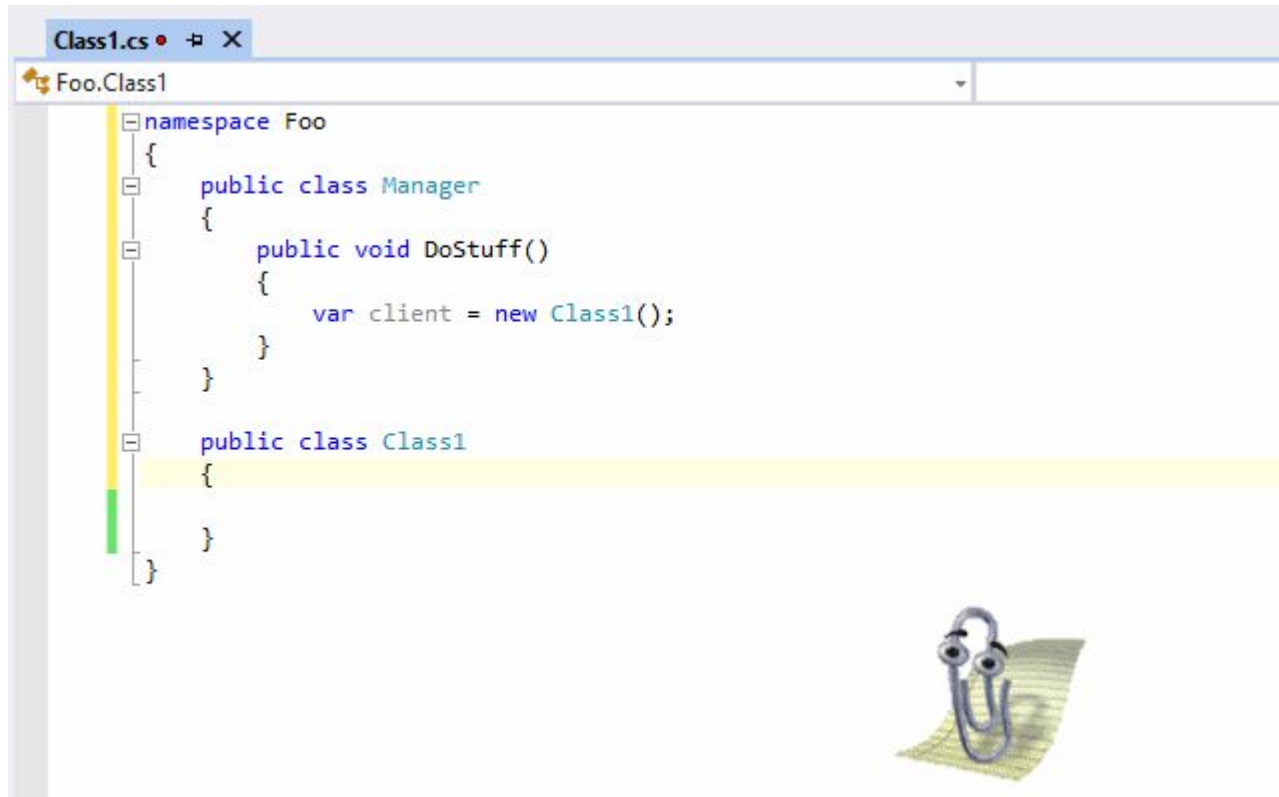 Class1.cs
Foo.Class1
namespace Foo
{
    public class Manager
    {
        public void DoStuff()
        {
            var client = new Class1();
        }
    }

    public class Class1
    {

    }
}